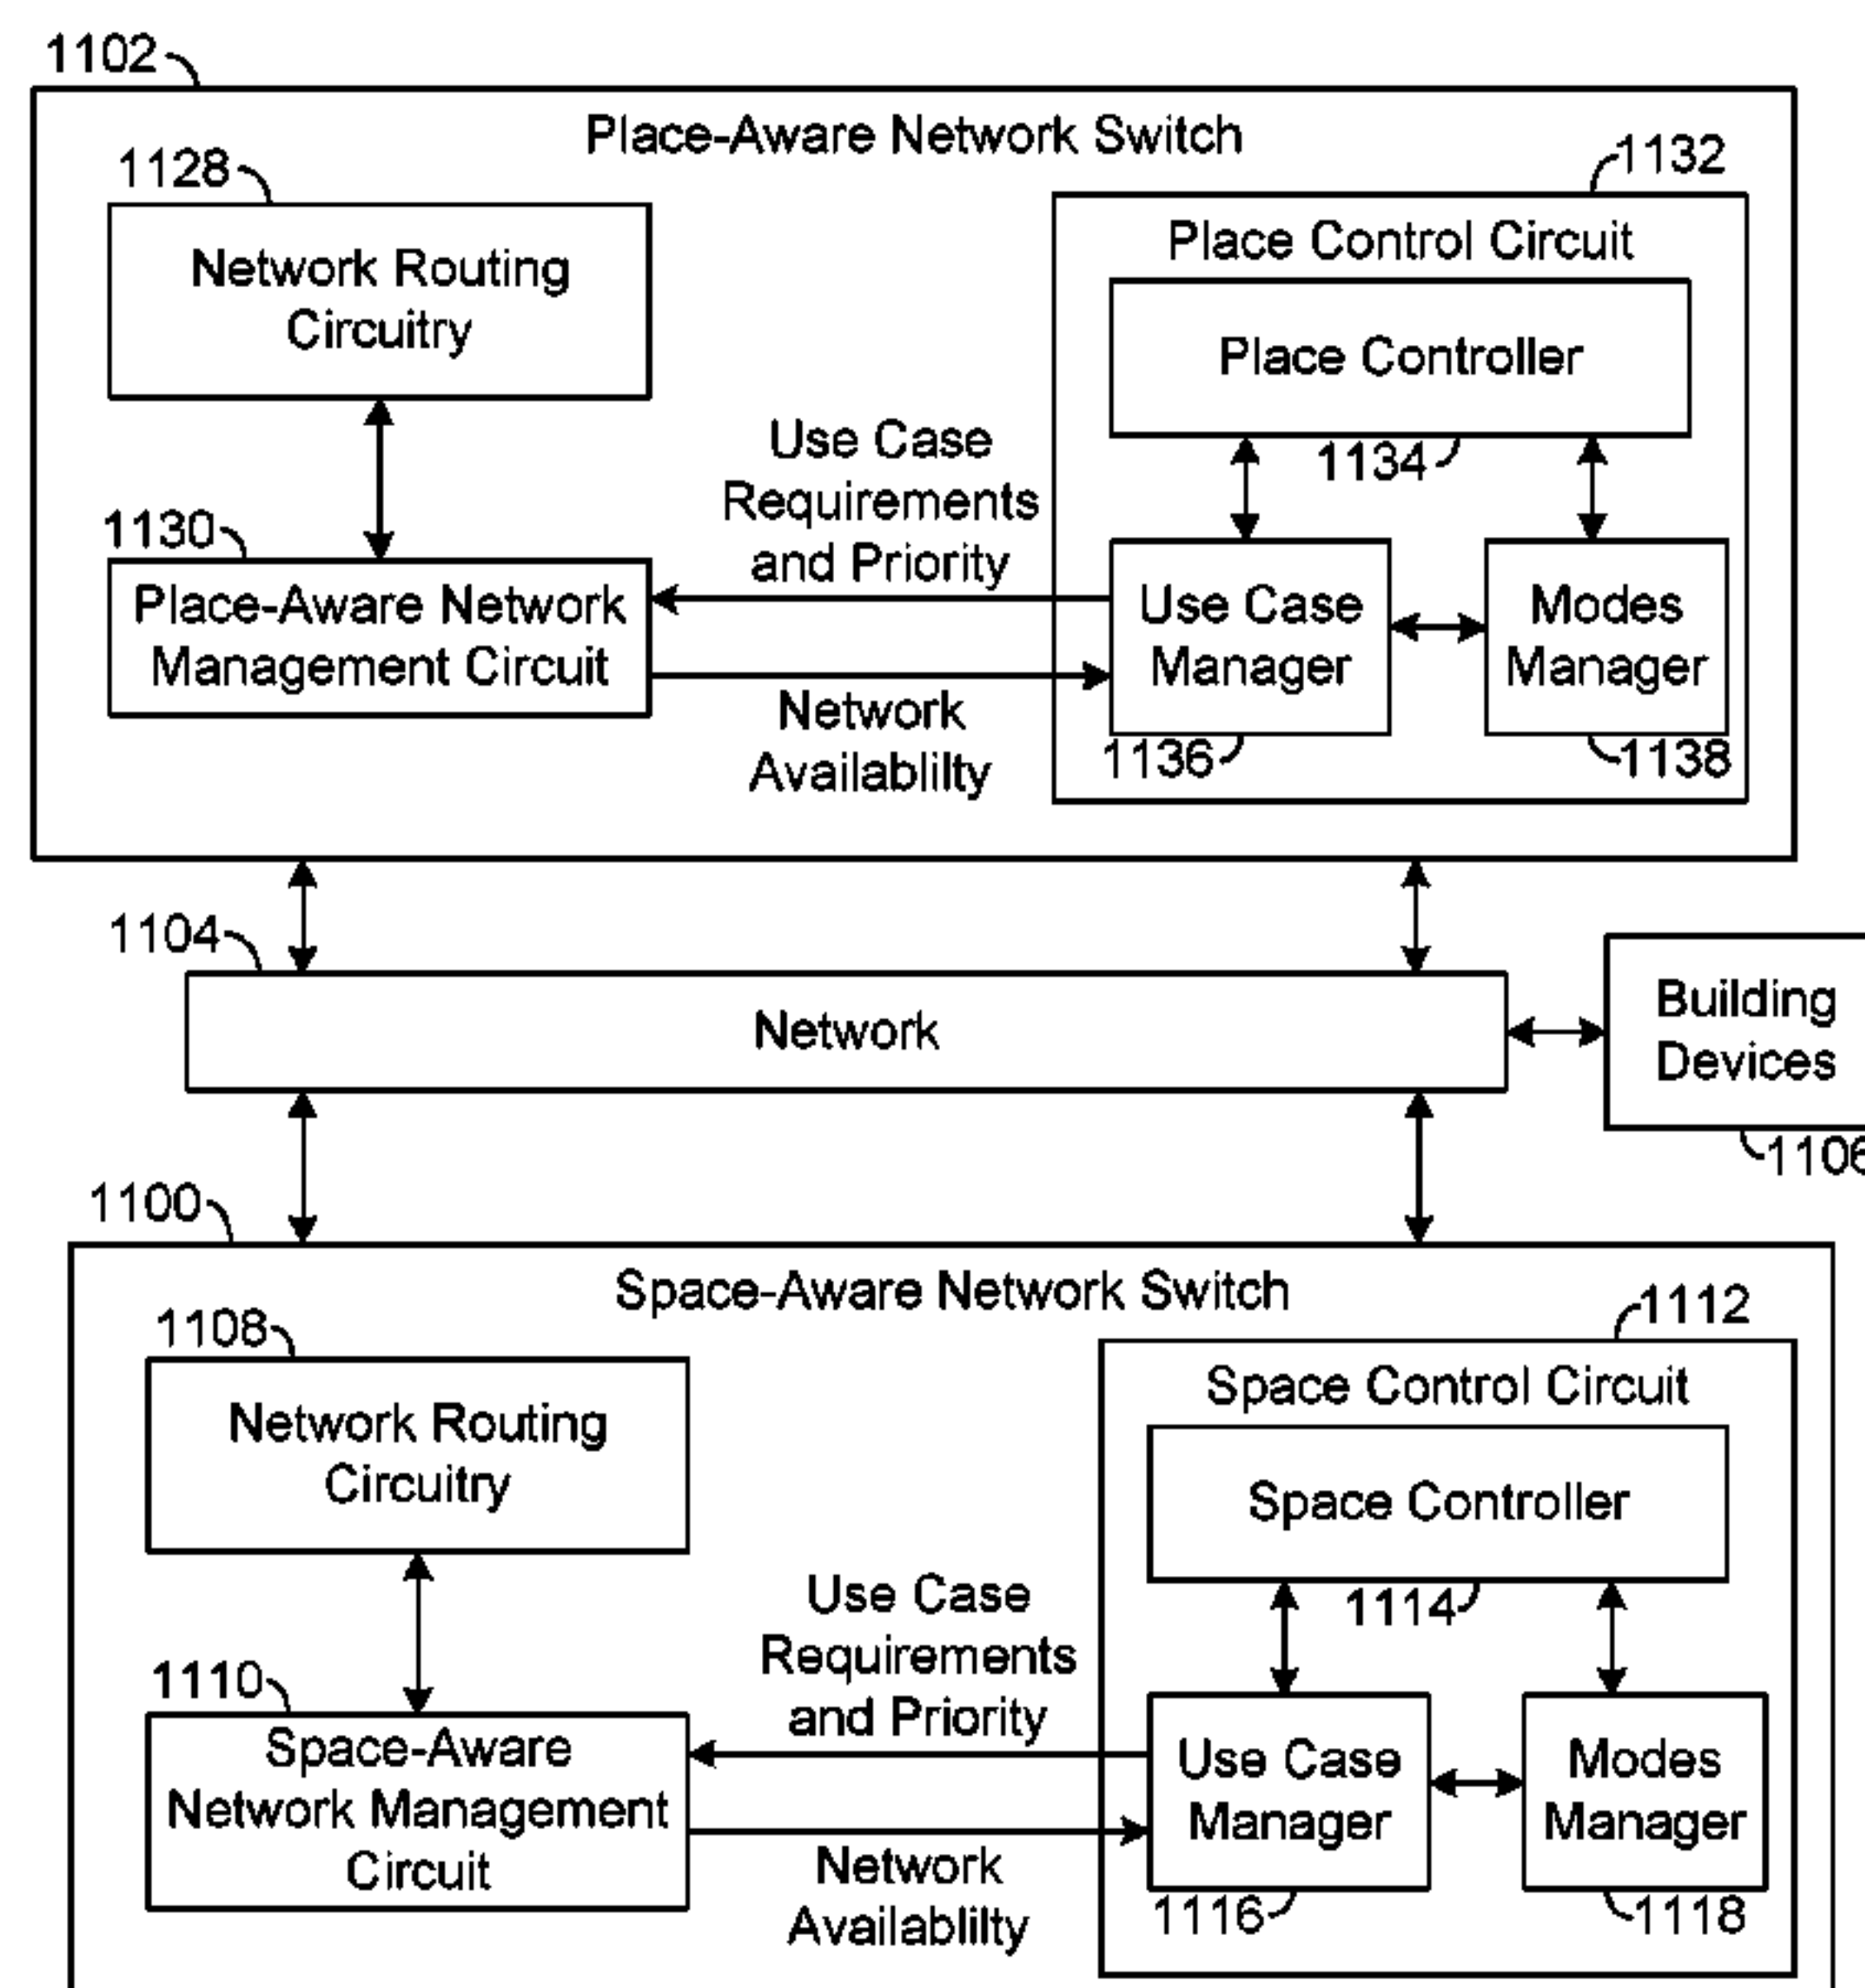 1102
Place-Aware Network Switch
1128
1132
Network Routing
Circuitry
Place Control Circuit
Place Controller
1134
Use Case
Requirements
and Priority
1130
Place-Aware Network
Management Circuit
Use Case
Manager
Modes
Manager
Network
Availablilty
1136
1138
1104
Network
Building
Devices
1106
1100
Space-Aware Network Switch
1108
1112
Network Routing
Circuitry
Space Control Circuit
Space Controller
1114
Use Case
Requirements
and Priority
1110
Space-Aware
Network Management
Circuit
Use Case
Manager
Modes
Manager
Network
Availablilty
1116
1118